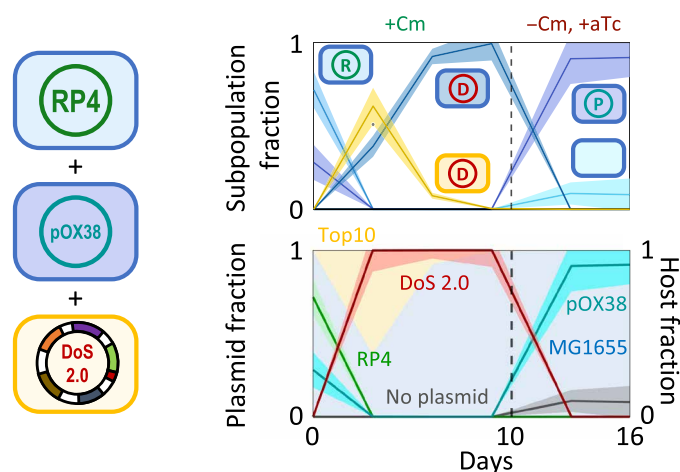 RP4
+
pOX38
+
DoS
2.0
+Cm
−Cm, +aTc
Subpopulation
fraction
1
0
R
D
D
P
Plasmid fraction
1
0
Top10
DoS 2.0
RP4
No plasmid
pOX38
MG1655
1
0
Host fraction
0
10
16
Days